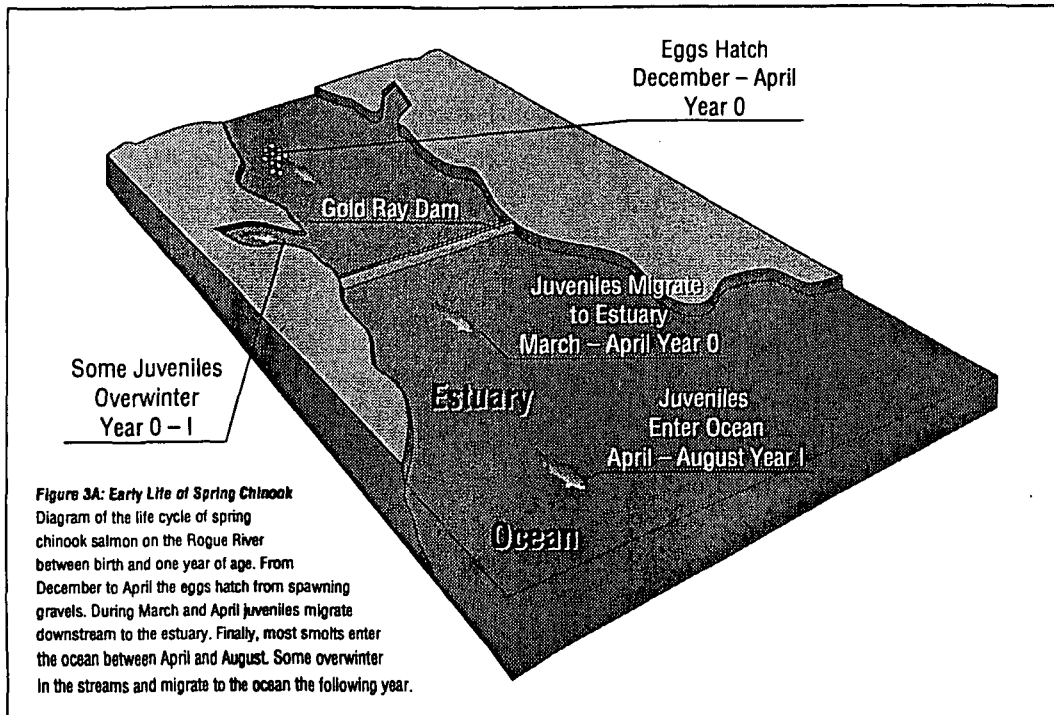 Eggs Hatch
December – April
Year 0
Gold Ray Dam
Juveniles Migrate
to Estuary
March – April Year 0
Some Juveniles
Overwinter
Year 0 – I
Estuary
Juveniles
Enter Ocean
April – August Year I
Ocean
Figure 3A: Early Life of Spring Chinook
Diagram of the life cycle of spring
chinook salmon on the Rogue River
between birth and one year of age. From
December to April the eggs hatch from spawning
gravels. During March and April juveniles migrate
downstream to the estuary. Finally, most smolts enter
the ocean between April and August. Some overwinter
In the streams and migrate to the ocean the following year.